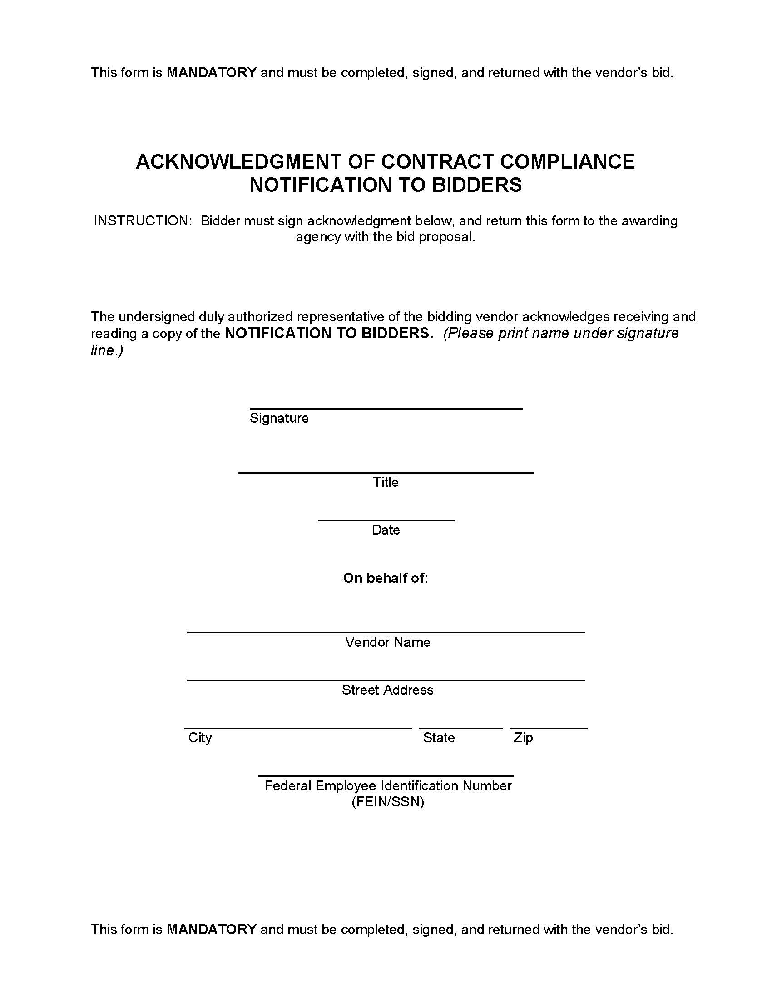 This form is MANDATORY and must be completed, signed, and returned with the vendor’s bid.
ACKNOWLEDGMENT OF CONTRACT COMPLIANCE
NOTIFICATION TO BIDDERS
INSTRUCTION:  Bidder must sign acknowledgment below, and return this form to the awarding
agency with the bid proposal.
The undersigned duly authorized representative of the bidding vendor acknowledges receiving and
reading a copy of the NOTIFICATION TO BIDDERS.  (Please print name under signature
line.)
Signature
Title
Date
On behalf of:
Vendor Name
Street Address
City State Zip
Federal Employee Identification Number
(FEIN/SSN)
This form is MANDATORY and must be completed, signed, and returned with the vendor’s bid.